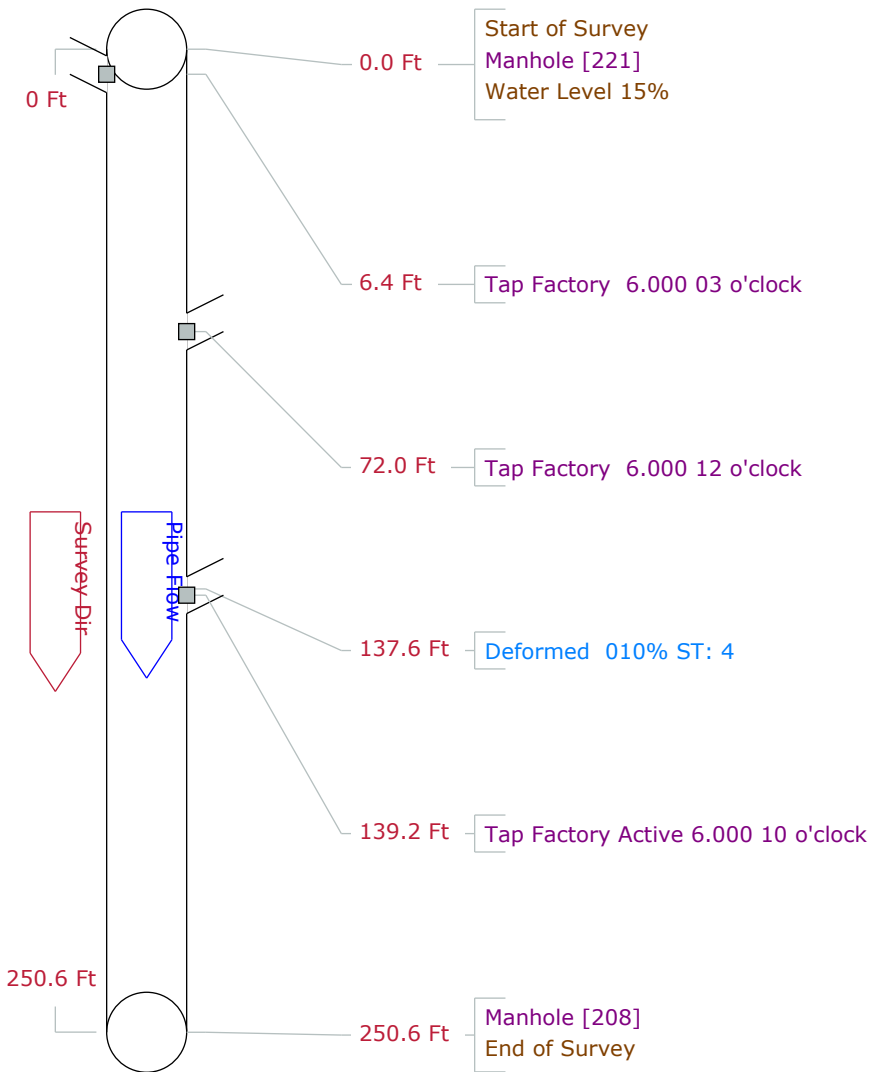 Start of Survey
0.0 Ft
Manhole [221]
Water Level 15%
0 Ft
6.4 Ft
Tap Factory  6.000 03 o'clock
72.0 Ft
Tap Factory  6.000 12 o'clock
Survey Dir
Pipe Flow
137.6 Ft
Deformed  010% ST: 4
139.2 Ft
Tap Factory Active 6.000 10 o'clock
250.6 Ft
250.6 Ft
Manhole [208]
End of Survey